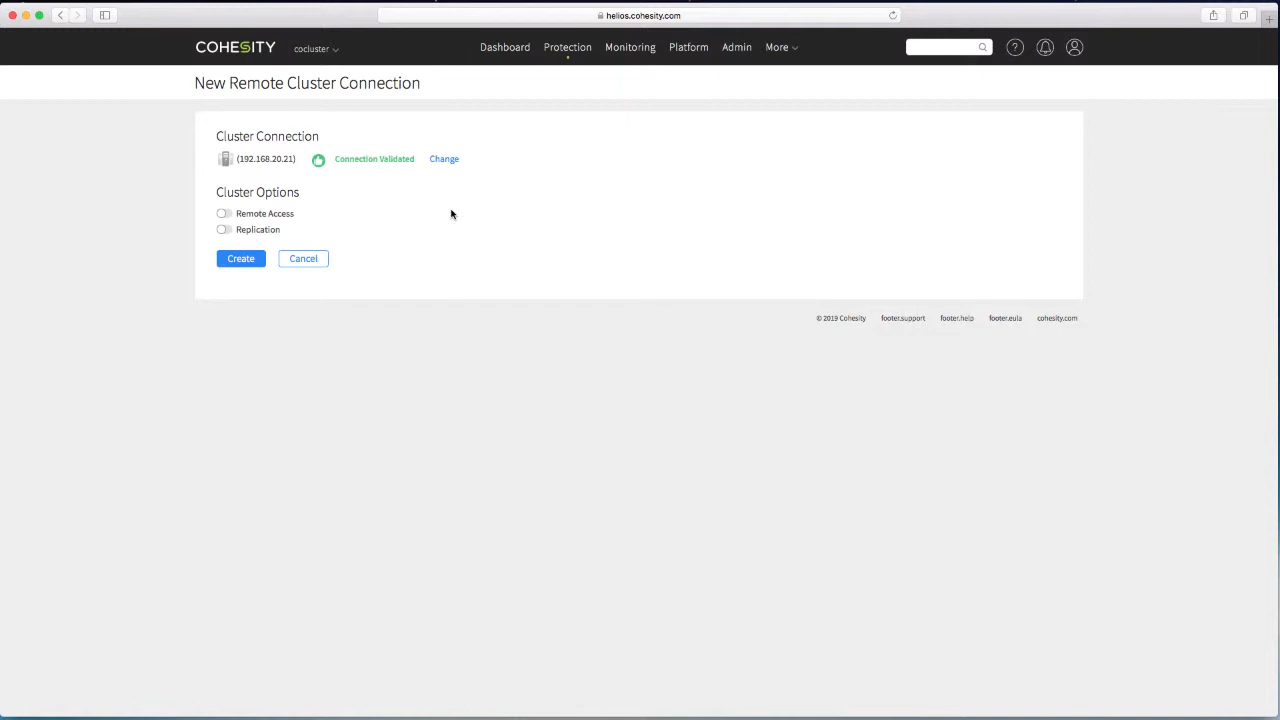 helios.cohesity.com
COHESITY cocluster Dashboard Protection Monitoring Platform Admin More
New Remote Cluster Connection
Cluster Connection
(192.168.20.21) Connection Validated Change
Cluster Options
Remote Access
Replication
Create Cancel
© 2019 Cohesity footer.support footer.help footer.eula cohesity.com